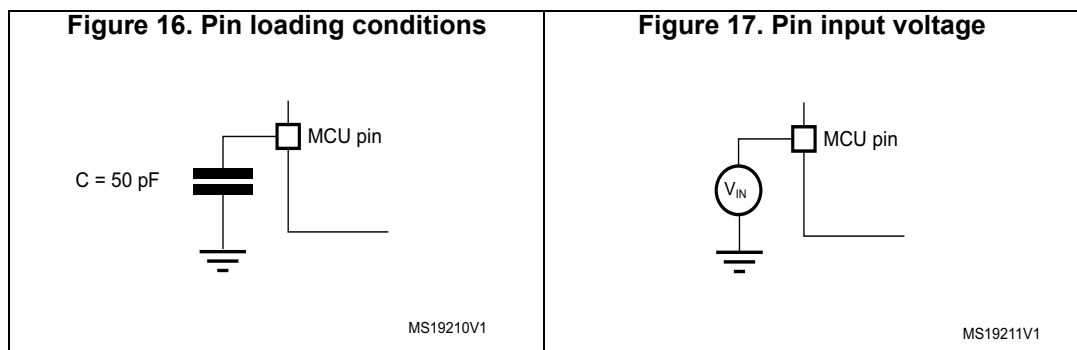 Figure 16. Pin loading conditions
MCU pin
C = 50 pF
MS19210V1
Figure 17. Pin input voltage
MCU pin
VIN
MS19211V1